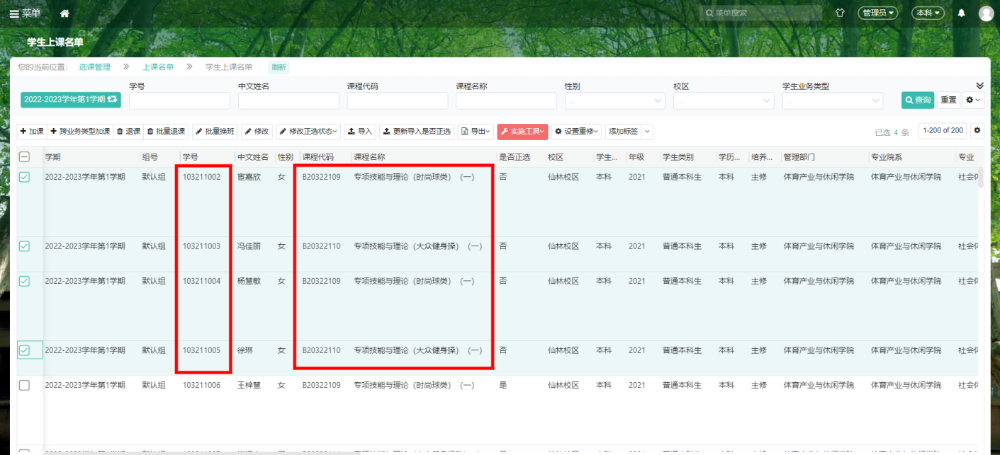 菜单
菜单搜索
管理员
本科
学生上课名单
您的当前位置： 选课管理 » 上课名单 » 学生上课名单 刷新
2022-2023学年第1学期
学号 中文姓名 课程代码 课程名称 性别 校区 学生业务类型
... ... ...
查询 重置
+ 加课 + 跨业务类型加课 退课 批量退课 批量换班 修改 修改正选状态 导入 更新导入是否正选 导出 实施工具 设置重修 添加标签 已选 4 条 1-200 of 200
学期 组号 学号 中文姓名 性别 课程代码 课程名称 是否正选 校区 学生... 年级 学生类别 学历... 培养... 管理部门 专业院系 专业
2022-2023学年第1学期 默认组 103211002 宦嘉欣 女 B20322109 专项技能与理论（时尚球类）（一） 否 仙林校区 本科 2021 普通本科生 本科 主修 体育产业与休闲学院 体育产业与休闲学院 社会体
2022-2023学年第1学期 默认组 103211003 冯佳丽 女 B20322110 专项技能与理论（大众健身操）（一） 否 仙林校区 本科 2021 普通本科生 本科 主修 体育产业与休闲学院 体育产业与休闲学院 社会体
2022-2023学年第1学期 默认组 103211004 杨慧敏 女 B20322109 专项技能与理论（时尚球类）（一） 否 仙林校区 本科 2021 普通本科生 本科 主修 体育产业与休闲学院 体育产业与休闲学院 社会体
2022-2023学年第1学期 默认组 103211005 徐琳 女 B20322110 专项技能与理论（大众健身操）（一） 否 仙林校区 本科 2021 普通本科生 本科 主修 体育产业与休闲学院 体育产业与休闲学院 社会体
2022-2023学年第1学期 默认组 103211006 王梓慧 女 B20322109 专项技能与理论（时尚球类）（一） 是 仙林校区 本科 2021 普通本科生 本科 主修 体育产业与休闲学院 体育产业与休闲学院 社会体